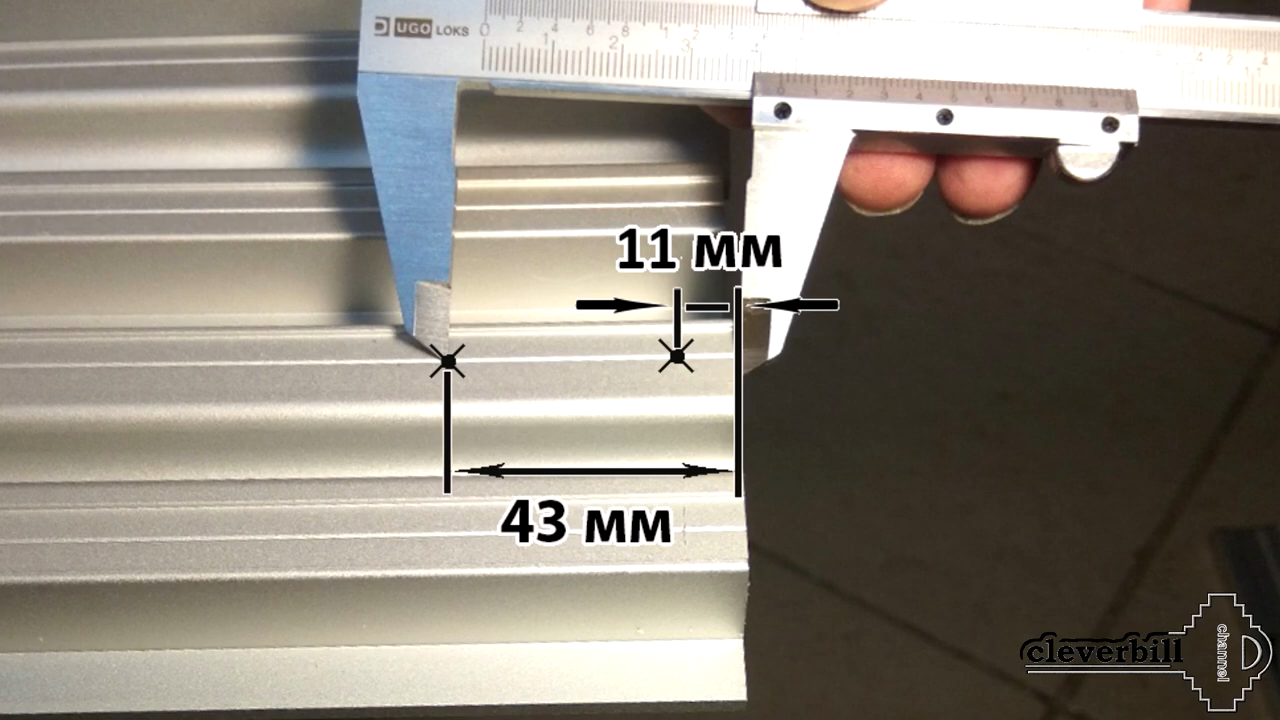 UGO LOKS
11 мм
43 мм
cleverbill
channel